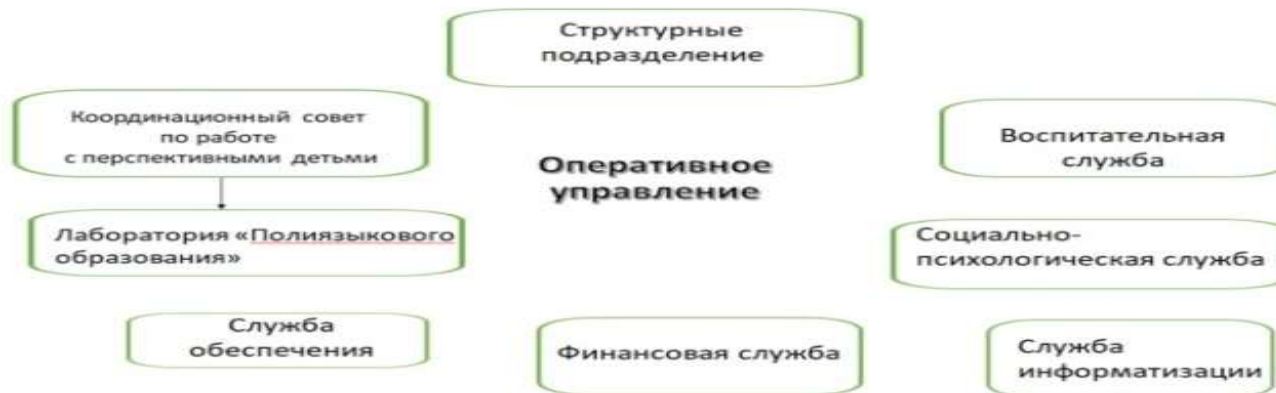 Структурные
подразделение
Координационный совет
по работе
с перспективными детьми
Воспитательная
служба
Оперативное
управление
Лаборатория «Полиязыкового
образования»
Социально-
психологическая служба
Служба
обеспечения
Финансовая служба
Служба
информатизации